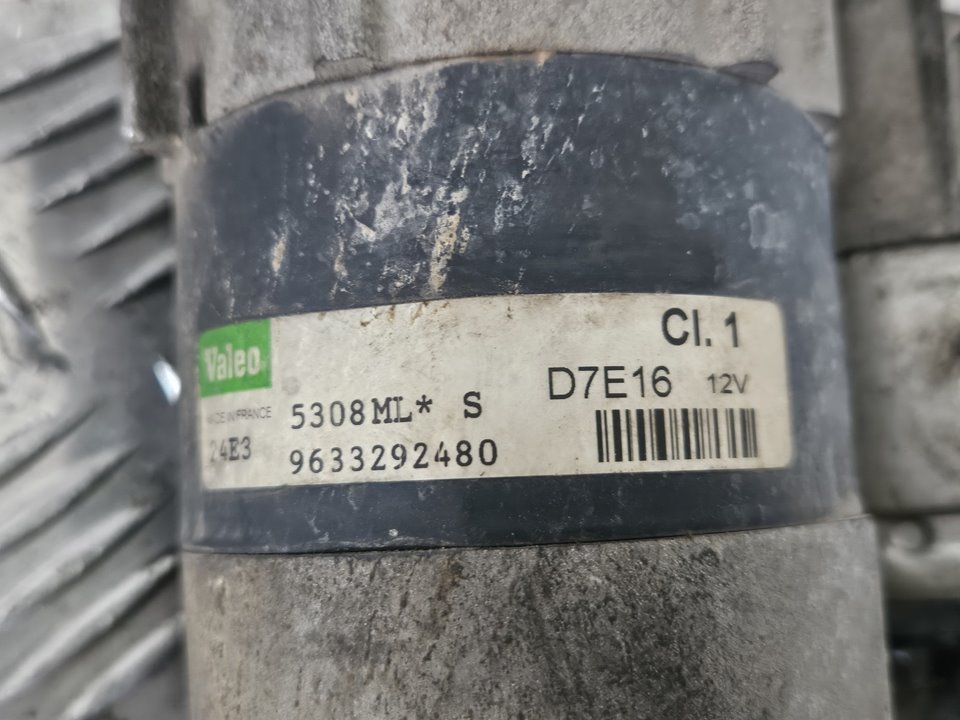 Cl. 1
Valeo
D7E16 12V
MADE IN FRANCE
5308ML* S
24E3
9633292480